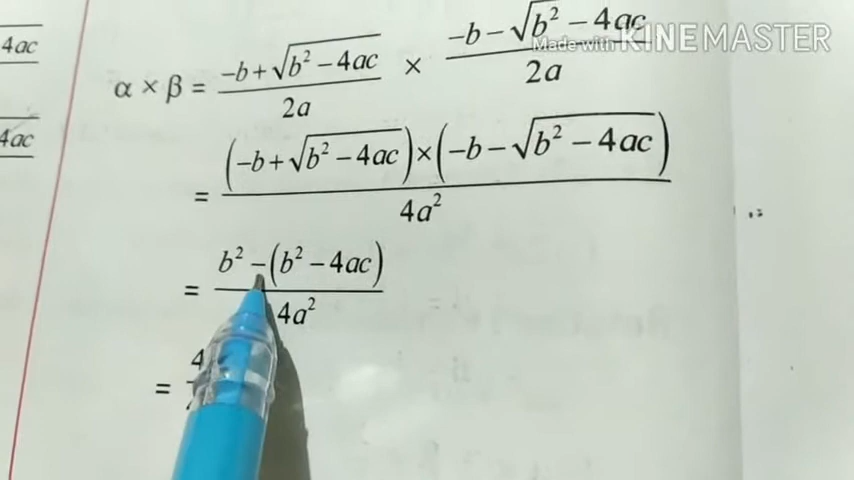 4ac
4ac
Made with KINEMASTER
α × β = (−b + √(b² − 4ac))/2a × (−b − √(b² − 4ac))/2a
= ((−b + √(b² − 4ac)) × (−b − √(b² − 4ac)))/4a²
= (b² − (b² − 4ac))/4a²
= 4